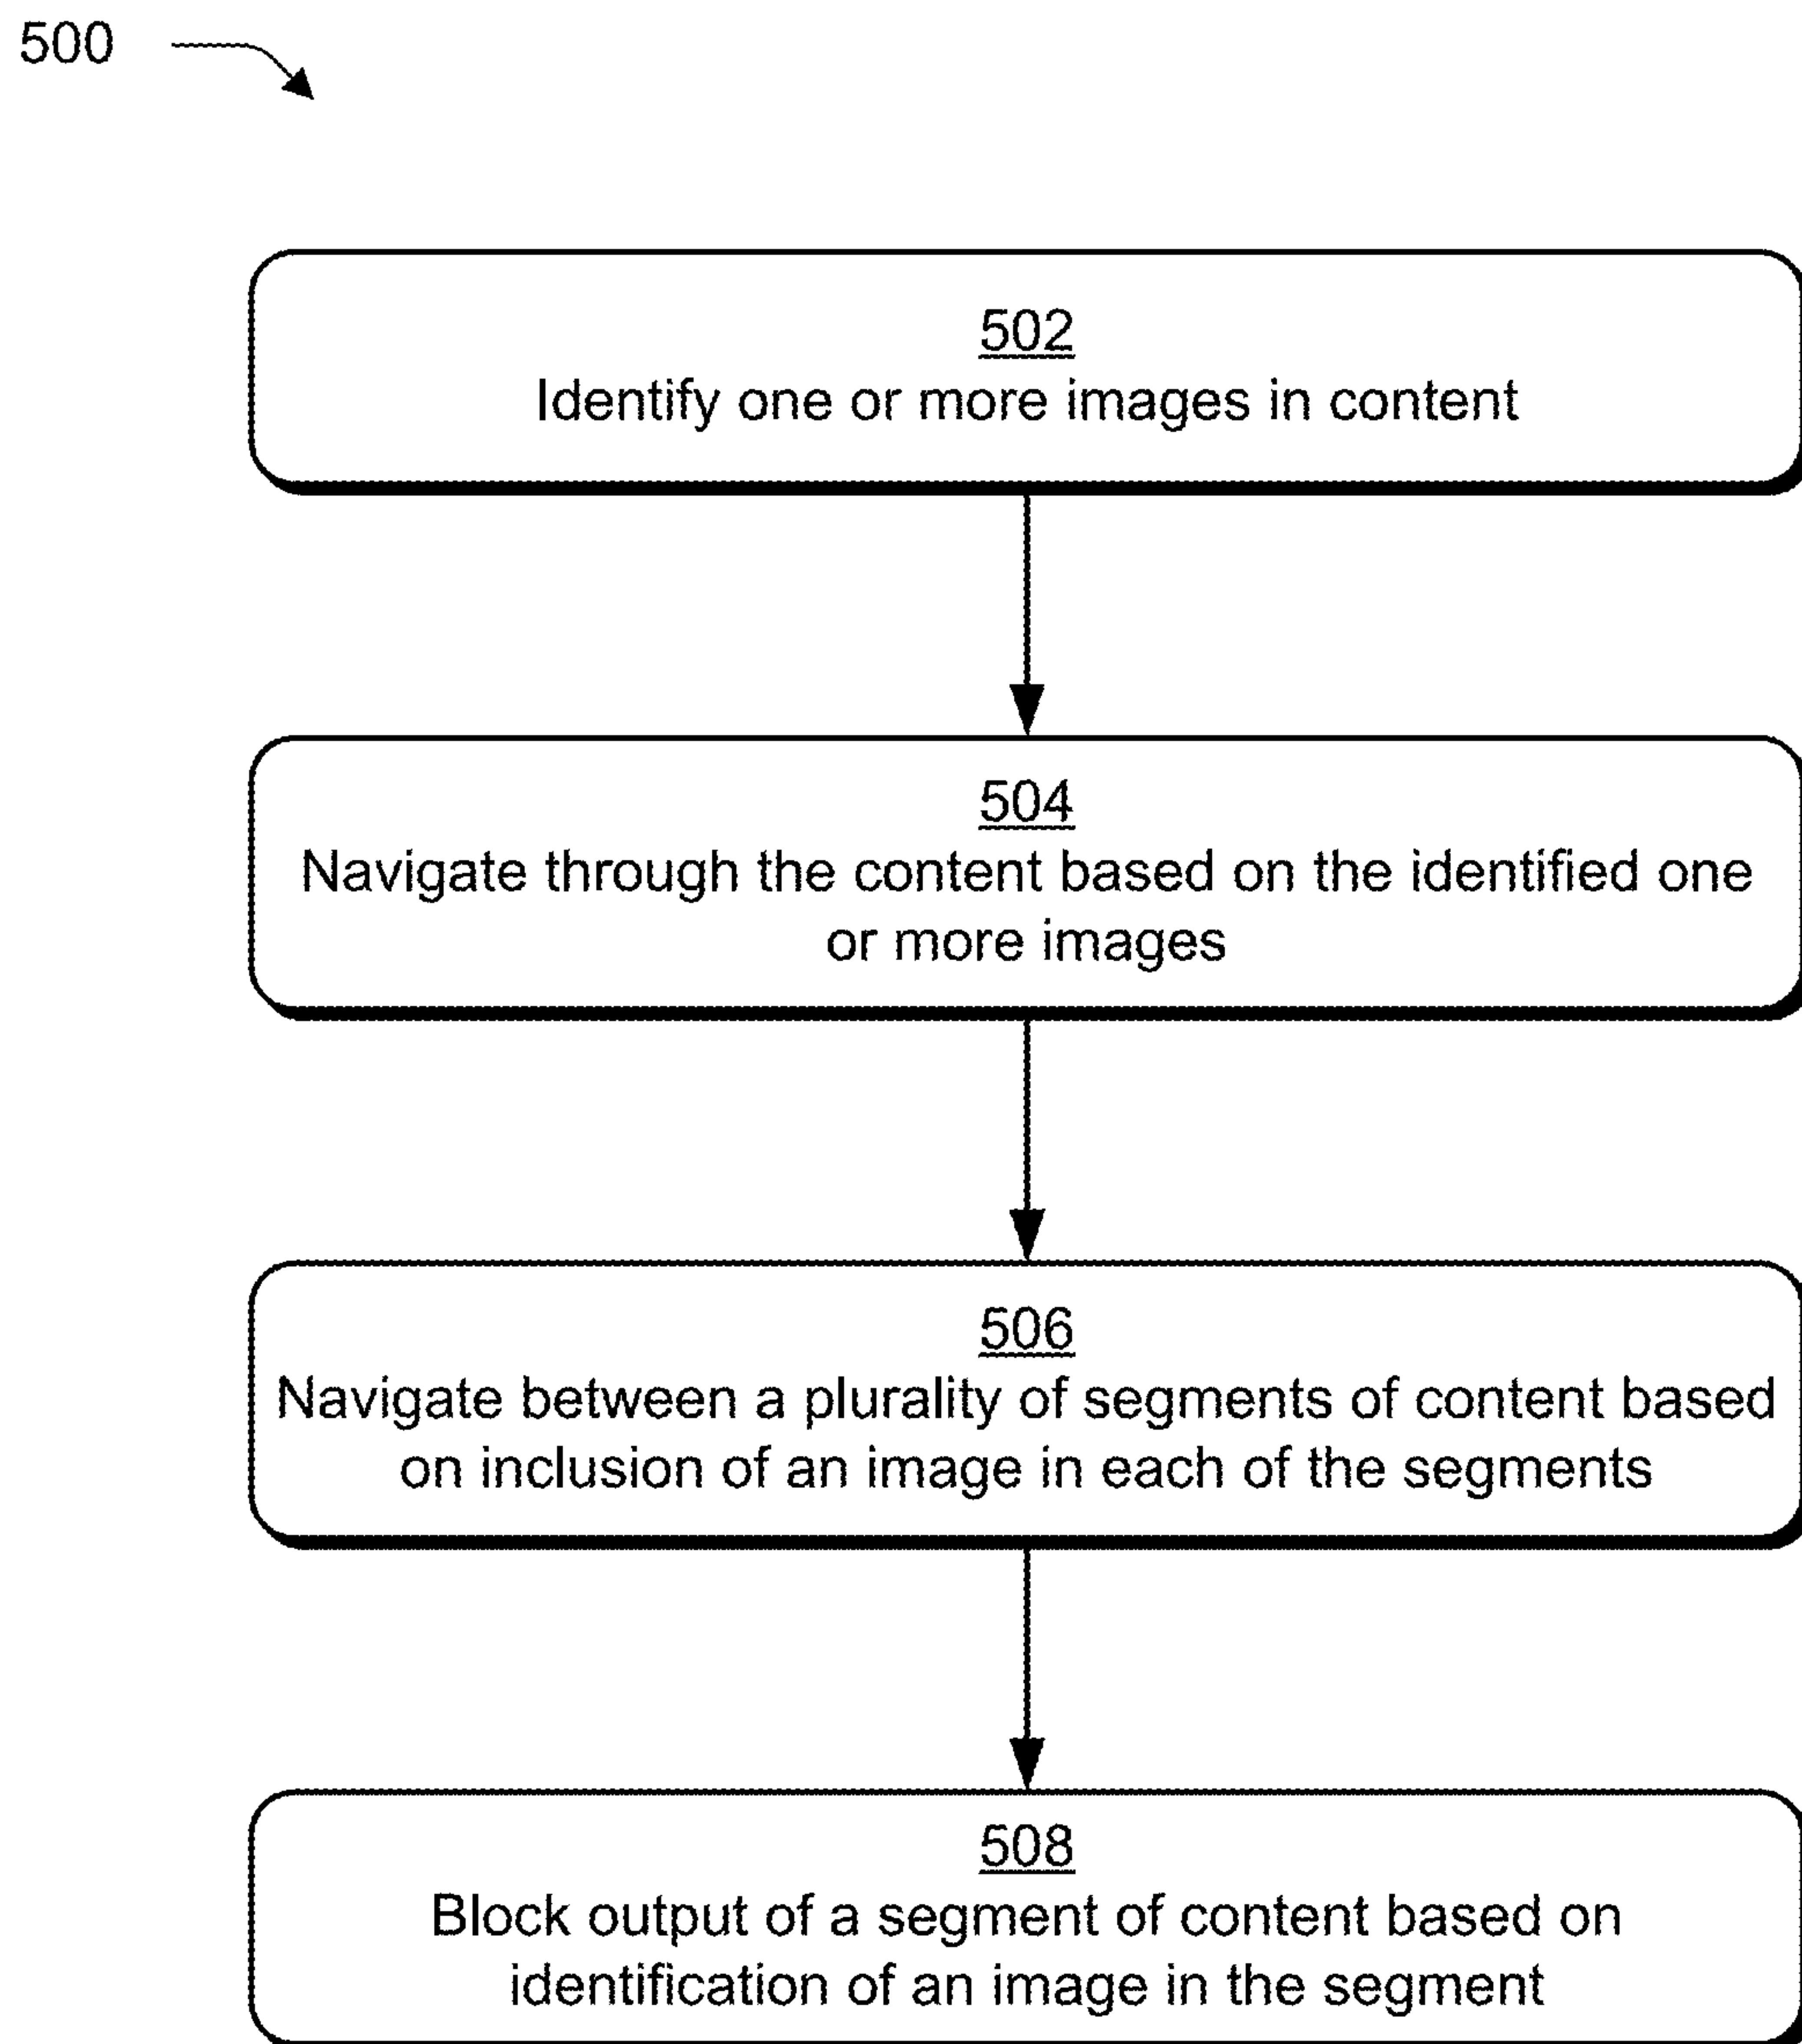 500
502
Identify one or more images in content
504
Navigate through the content based on the identified one
or more images
506
Navigate between a plurality of segments of content based
on inclusion of an image in each of the segments
508
Block output of a segment of content based on
identification of an image in the segment